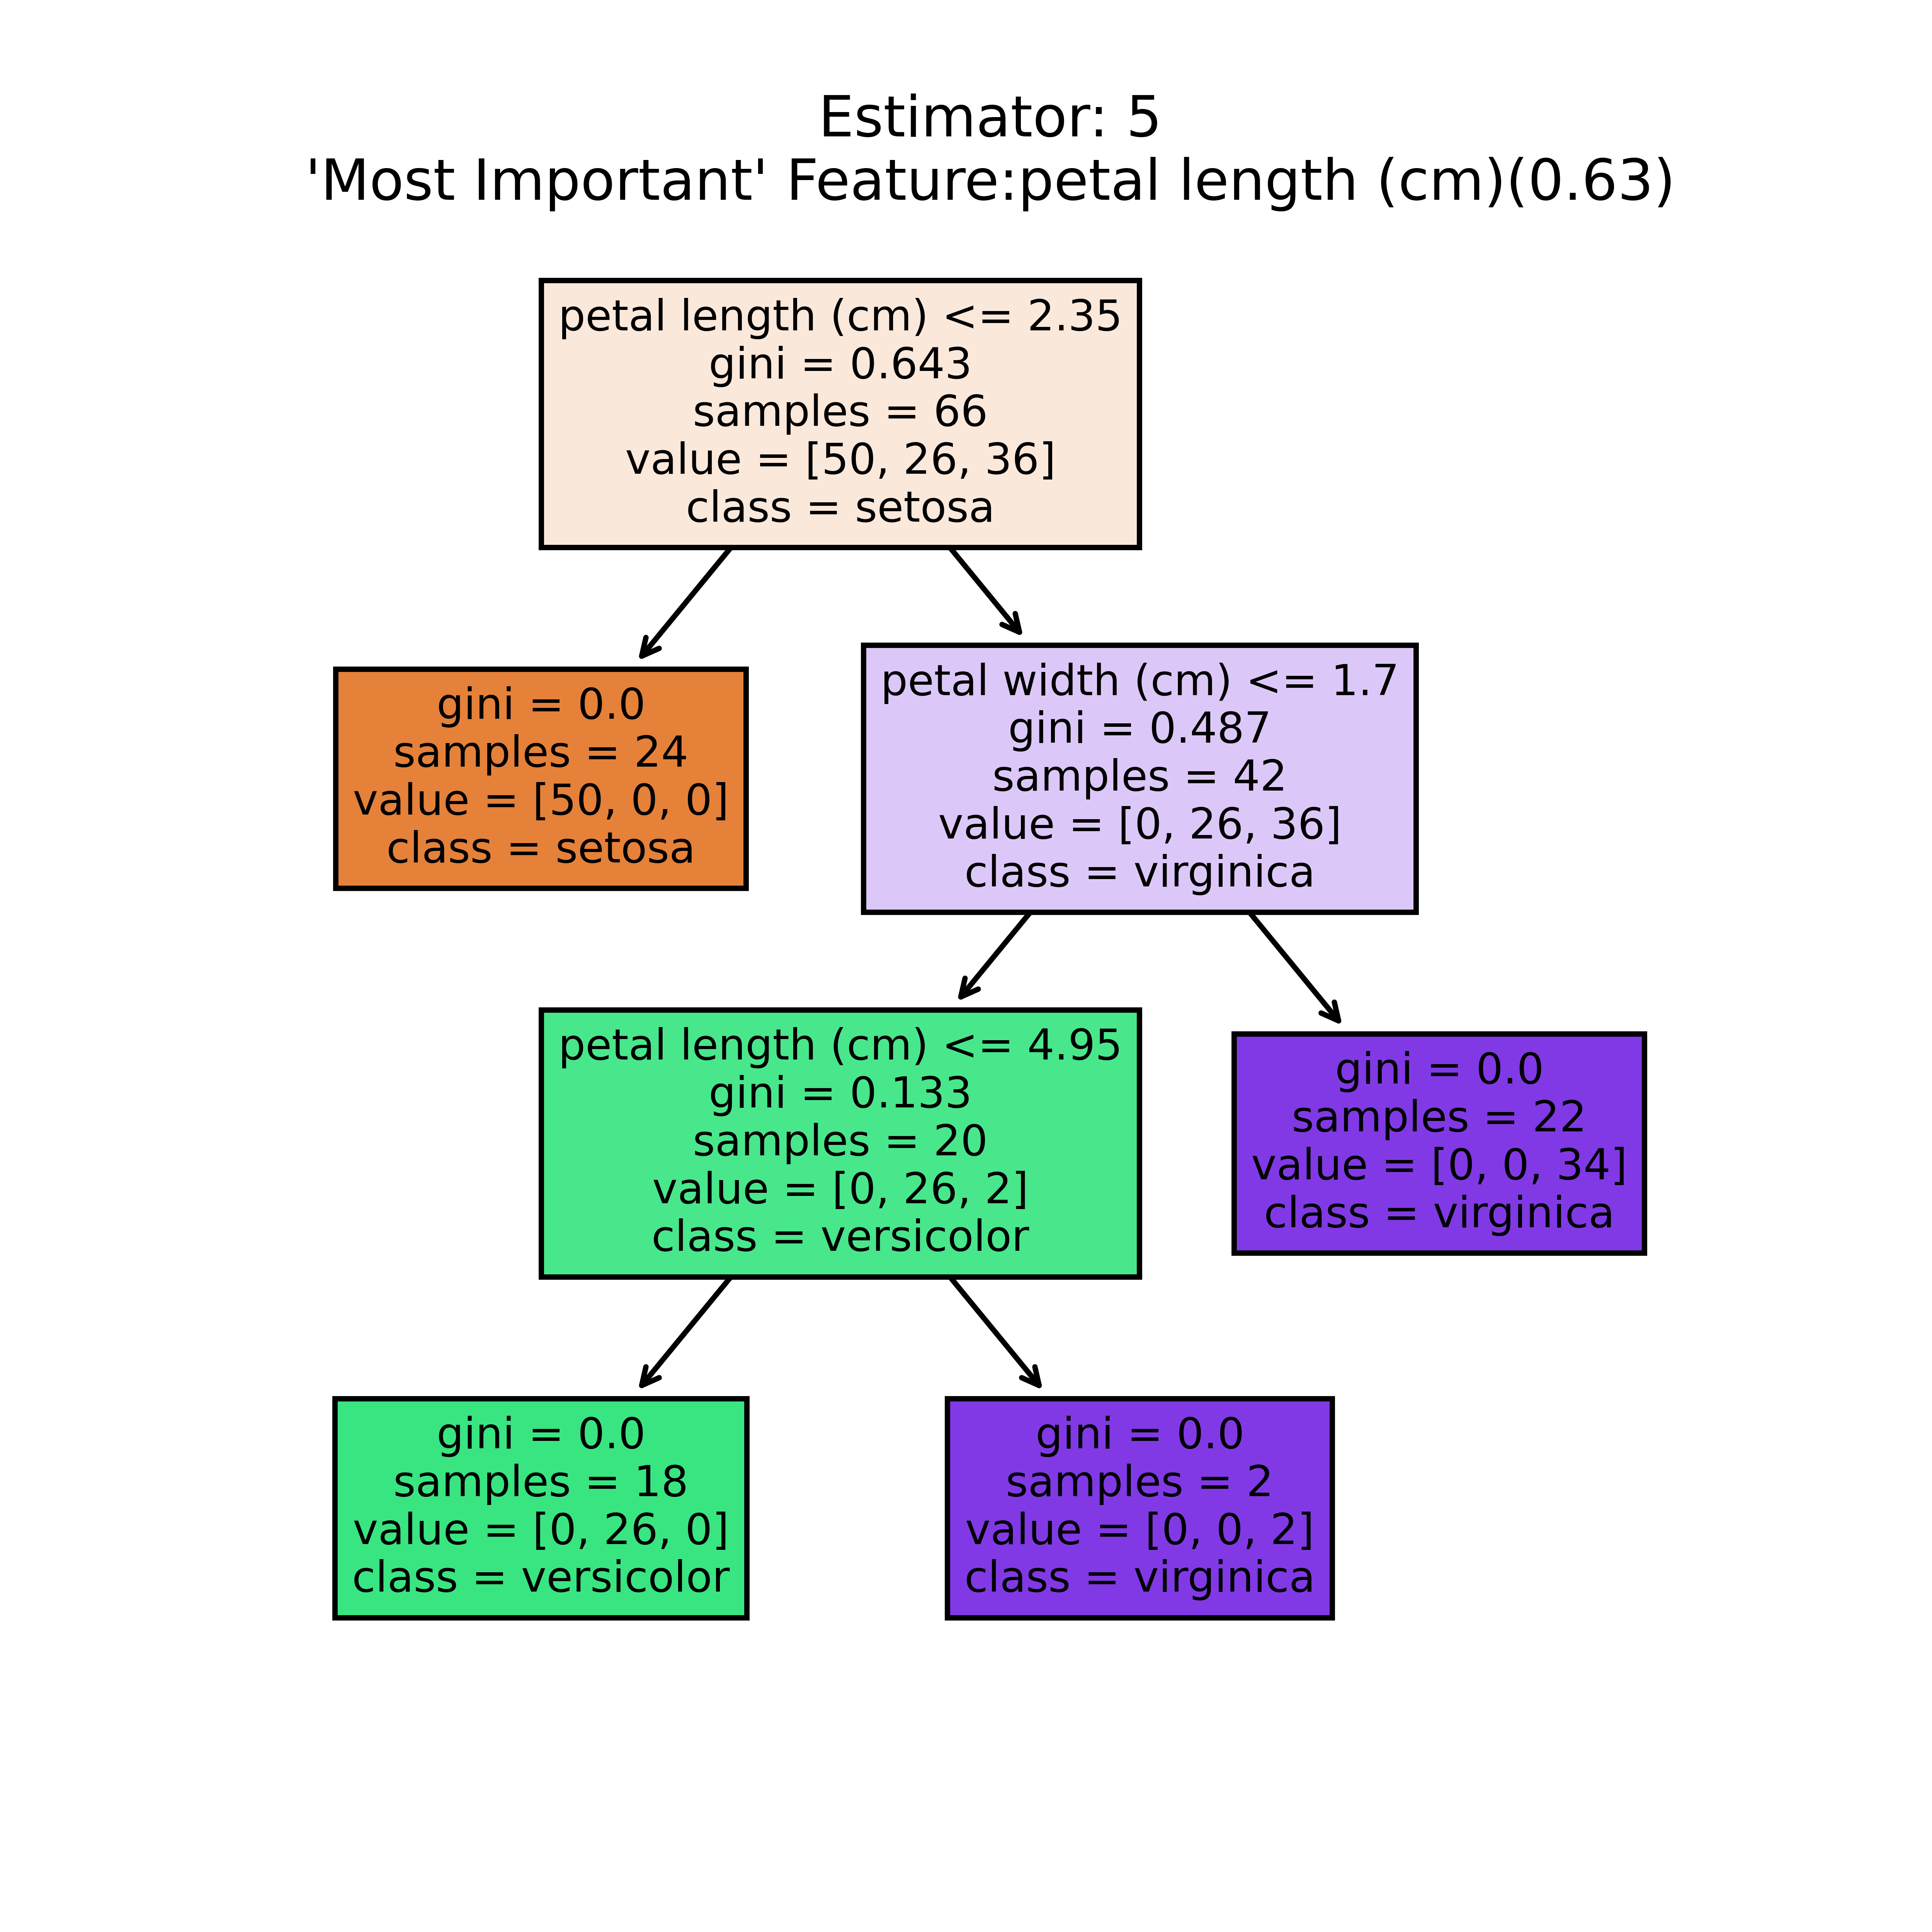 Estimator: 5
'Most Important' Feature:petal length (cm)(0.63)
petal length (cm) <= 2.35
gini = 0.643
samples = 66
value = [50, 26, 36]
class = setosa
gini = 0.0
samples = 24
value = [50, 0, 0]
class = setosa
petal width (cm) <= 1.7
gini = 0.487
samples = 42
value = [0, 26, 36]
class = virginica
petal length (cm) <= 4.95
gini = 0.133
samples = 20
value = [0, 26, 2]
class = versicolor
gini = 0.0
samples = 22
value = [0, 0, 34]
class = virginica
gini = 0.0
samples = 18
value = [0, 26, 0]
class = versicolor
gini = 0.0
samples = 2
value = [0, 0, 2]
class = virginica